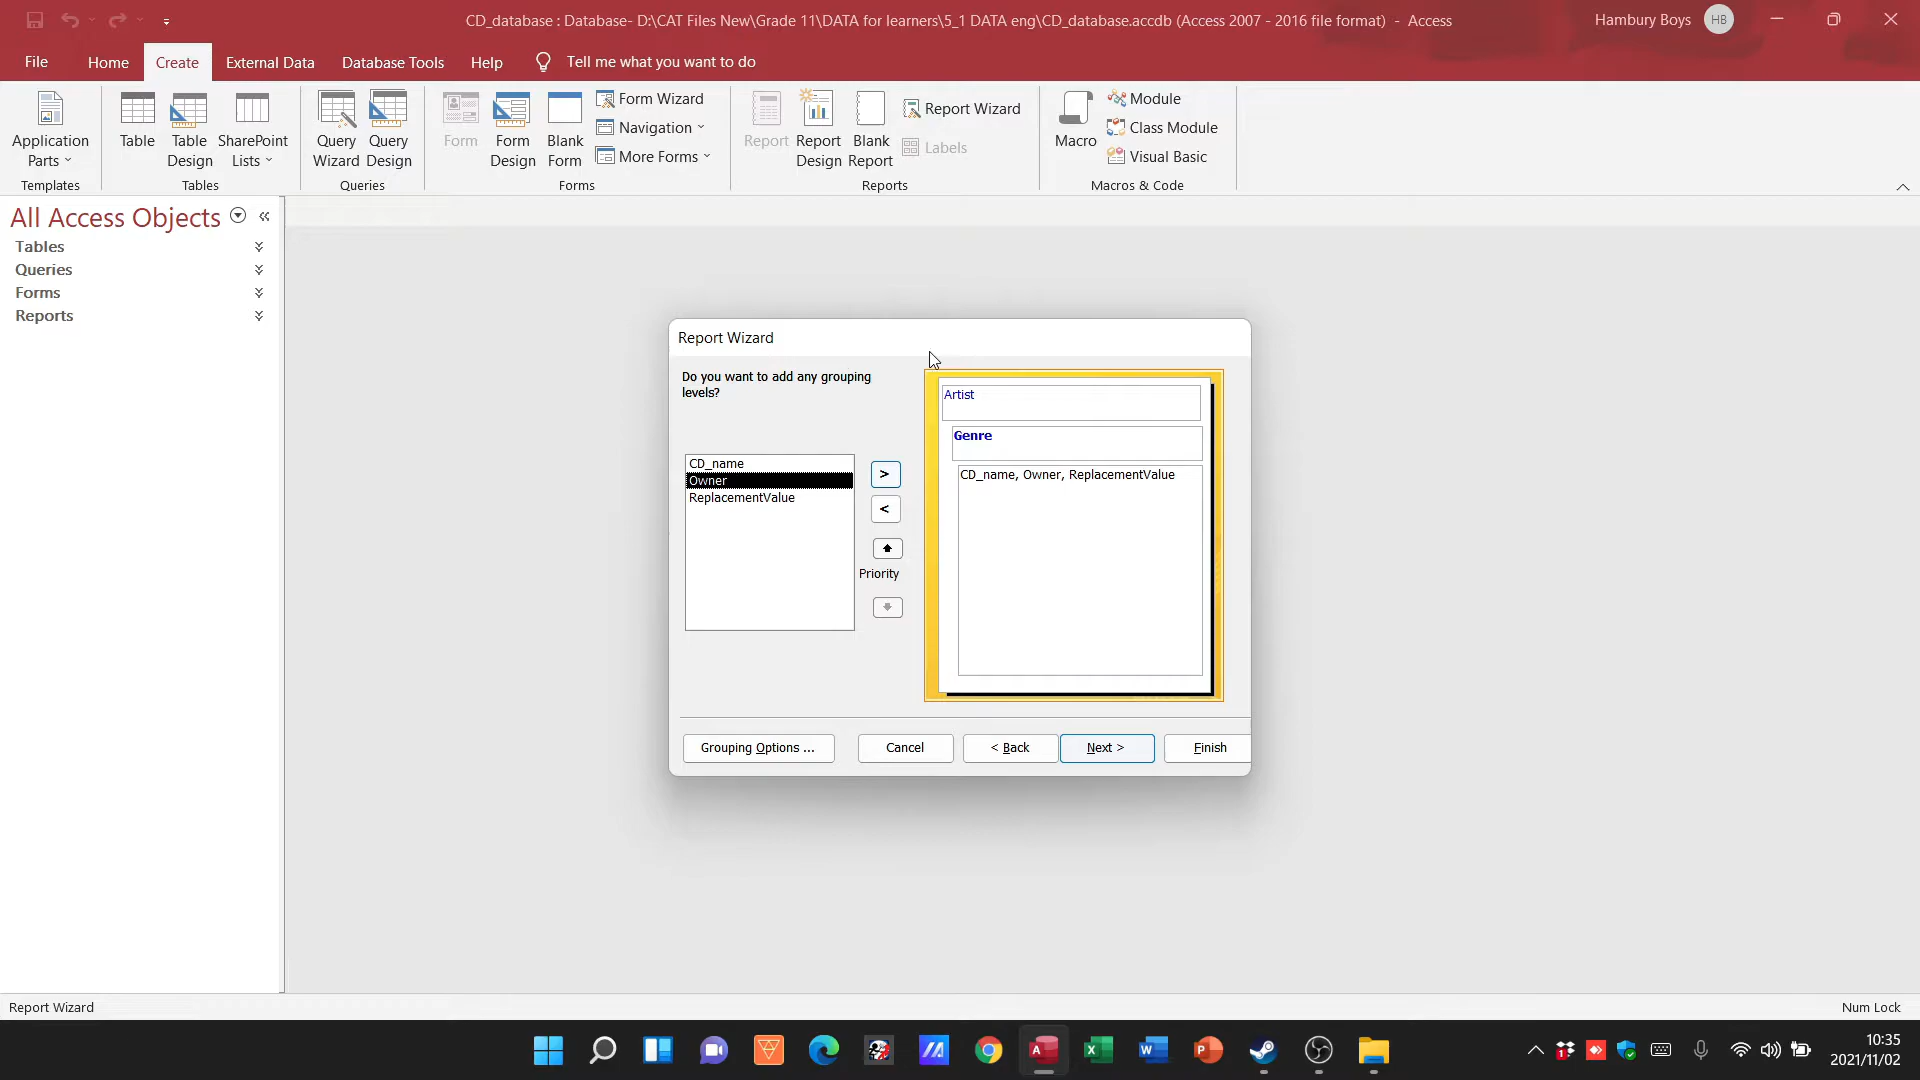 CD_database : Database- D:\CAT Files New\Grade 11\DATA for learners\5_1 DATA eng\CD_database.accdb (Access 2007 - 2016 file format) - Access
Hambury Boys
HB
File
Home
Create
External Data
Database Tools
Help
Tell me what you want to do
Application Parts
Templates
Table
Table Design
SharePoint Lists
Tables
Query Wizard
Query Design
Queries
Form
Form Design
Blank Form
Form Wizard
Navigation
More Forms
Forms
Report
Report Design
Blank Report
Report Wizard
Labels
Reports
Macro
Module
Class Module
Visual Basic
Macros & Code
All Access Objects
Tables
Queries
Forms
Reports
Report Wizard
Do you want to add any grouping
levels?
CD_name
Owner
ReplacementValue
>
<
Priority
Artist
Genre
CD_name, Owner, ReplacementValue
Grouping Options ...
Cancel
< Back
Next >
Finish
Report Wizard
Num Lock
10:35
2021/11/02